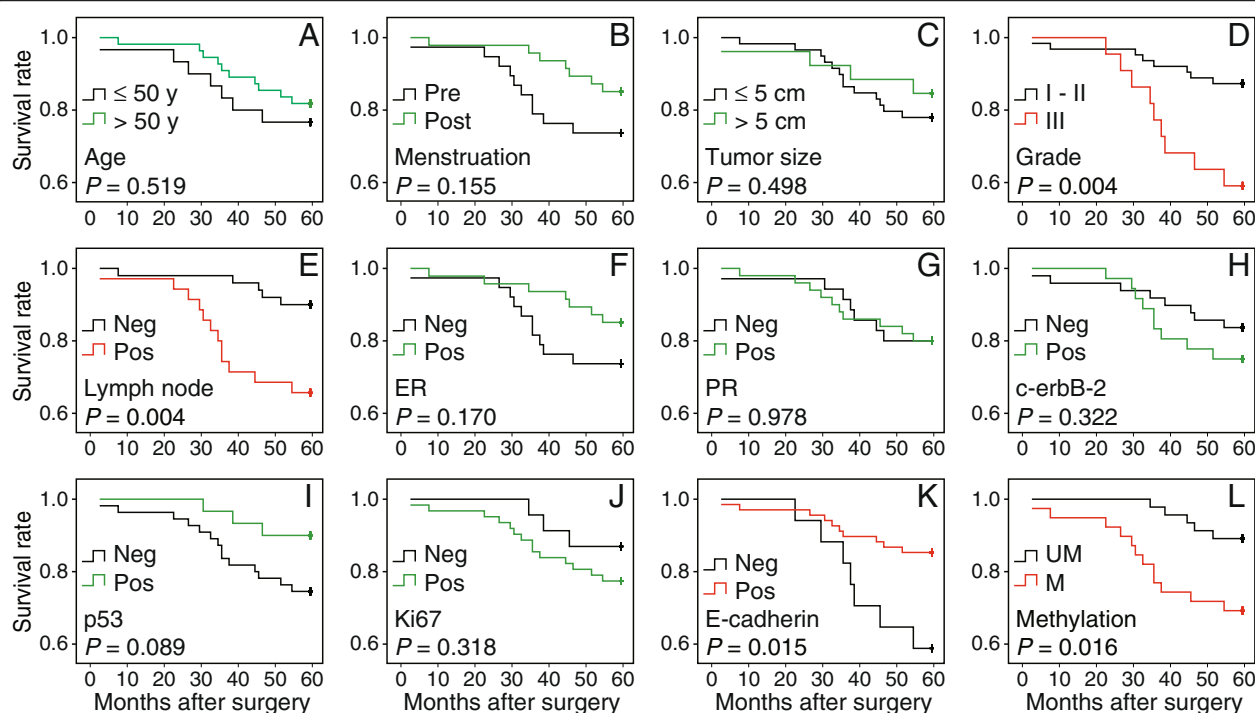 Survival rate
1.0
0.8
0.6
A
≤ 50 y
> 50 y
Age
P = 0.519
0 10 20 30 40 50 60
1.0
0.8
0.6
B
Pre
Post
Menstruation
P = 0.155
0 10 20 30 40 50 60
1.0
0.8
0.6
C
≤ 5 cm
> 5 cm
Tumor size
P = 0.498
0 10 20 30 40 50 60
1.0
0.8
0.6
D
I - II
III
Grade
P = 0.004
0 10 20 30 40 50 60
Survival rate
1.0
0.8
0.6
E
Neg
Pos
Lymph node
P = 0.004
0 10 20 30 40 50 60
1.0
0.8
0.6
F
Neg
Pos
ER
P = 0.170
0 10 20 30 40 50 60
1.0
0.8
0.6
G
Neg
Pos
PR
P = 0.978
0 10 20 30 40 50 60
1.0
0.8
0.6
H
Neg
Pos
c-erbB-2
P = 0.322
0 10 20 30 40 50 60
Survival rate
1.0
0.8
0.6
I
Neg
Pos
p53
P = 0.089
0 10 20 30 40 50 60
Months after surgery
1.0
0.8
0.6
J
Neg
Pos
Ki67
P = 0.318
0 10 20 30 40 50 60
Months after surgery
1.0
0.8
0.6
K
Neg
Pos
E-cadherin
P = 0.015
0 10 20 30 40 50 60
Months after surgery
1.0
0.8
0.6
L
UM
M
Methylation
P = 0.016
0 10 20 30 40 50 60
Months after surgery